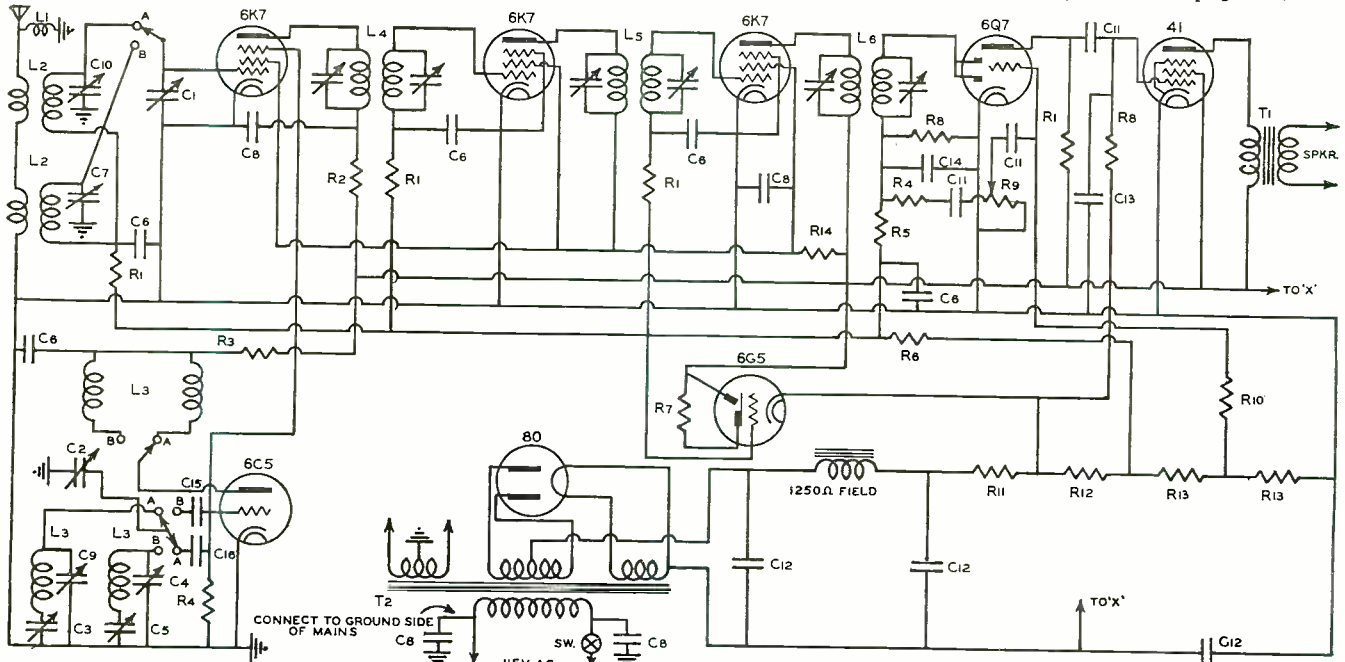 L1
A
B
C10
L2
C1
6K7
C8
L4
R2
R1
6K7
C6
L5
R1
C6
6K7
C8
L6
R14
6Q7
R8
C14
C11
R4
C11
R9
R5
C6
R1
C11
R8
C13
41
T1
SPKR.
L2
C7
C6
R1
TO 'X'
C6
R3
R6
L3
B
A
6G5
R7
R10
C2
6C5
C15
A
B
B
A
C16
L3
C9
L3
C4
R4
C3
C5
80
1250Ω FIELD
R11
R12
R13
R13
C12
C12
T2
CONNECT TO GROUND SIDE
OF MAINS
C8
SW.
C8
TO 'X'
C12